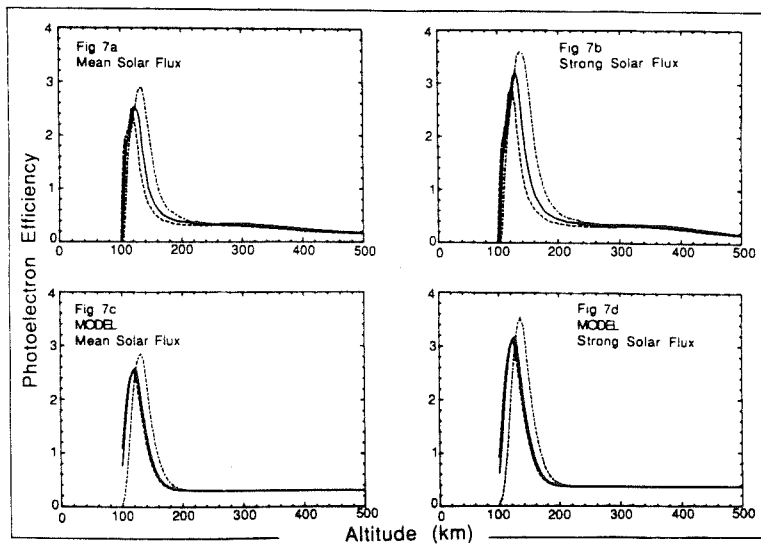 Fig 7a
Mean Solar Flux
4
3
2
1
0
0 100 200 300 400 500
Fig 7b
Strong Solar Flux
4
3
2
1
0
0 100 200 300 400 500
Photoelectron Efficiency
Fig 7c
MODEL
Mean Solar Flux
4
3
2
1
0
0 100 200 300 400 500
Fig 7d
MODEL
Strong Solar Flux
4
3
2
1
0
0 100 200 300 400 500
Altitude (km)